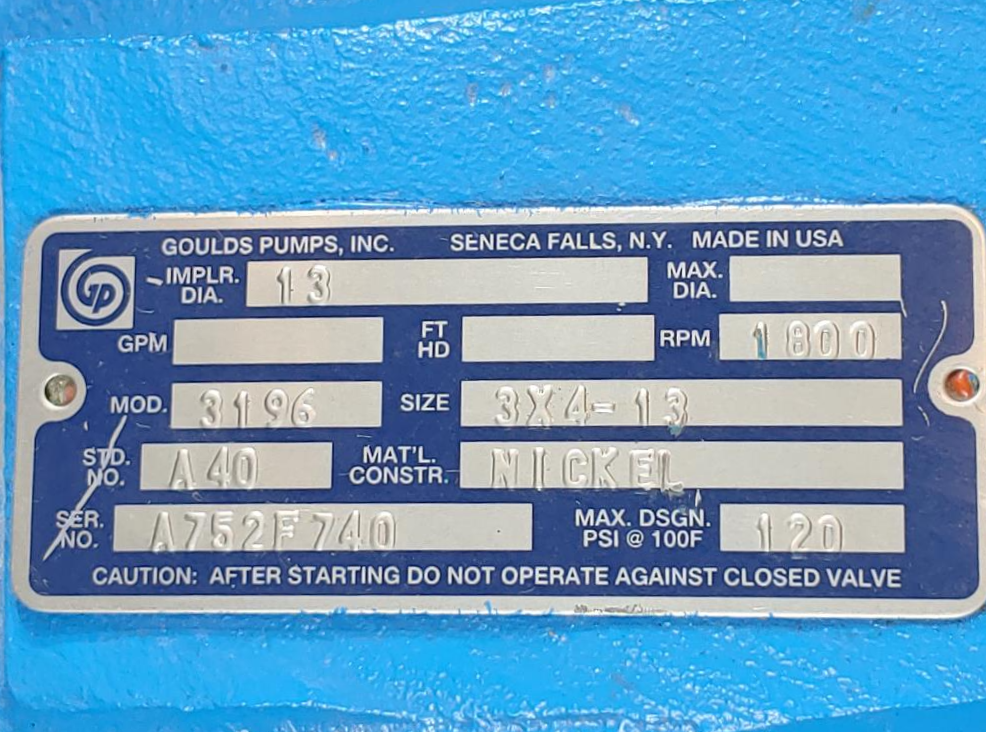 GOULDS PUMPS, INC. SENECA FALLS, N.Y. MADE IN USA
GP IMPLR. DIA. 13 MAX. DIA.
GPM FT HD RPM 1800
MOD. 3196 SIZE 3X4-13
STD. NO. A40 MAT'L. CONSTR. NICKEL
SER. NO. A752F740 MAX. DSGN. PSI @ 100F 120
CAUTION: AFTER STARTING DO NOT OPERATE AGAINST CLOSED VALVE